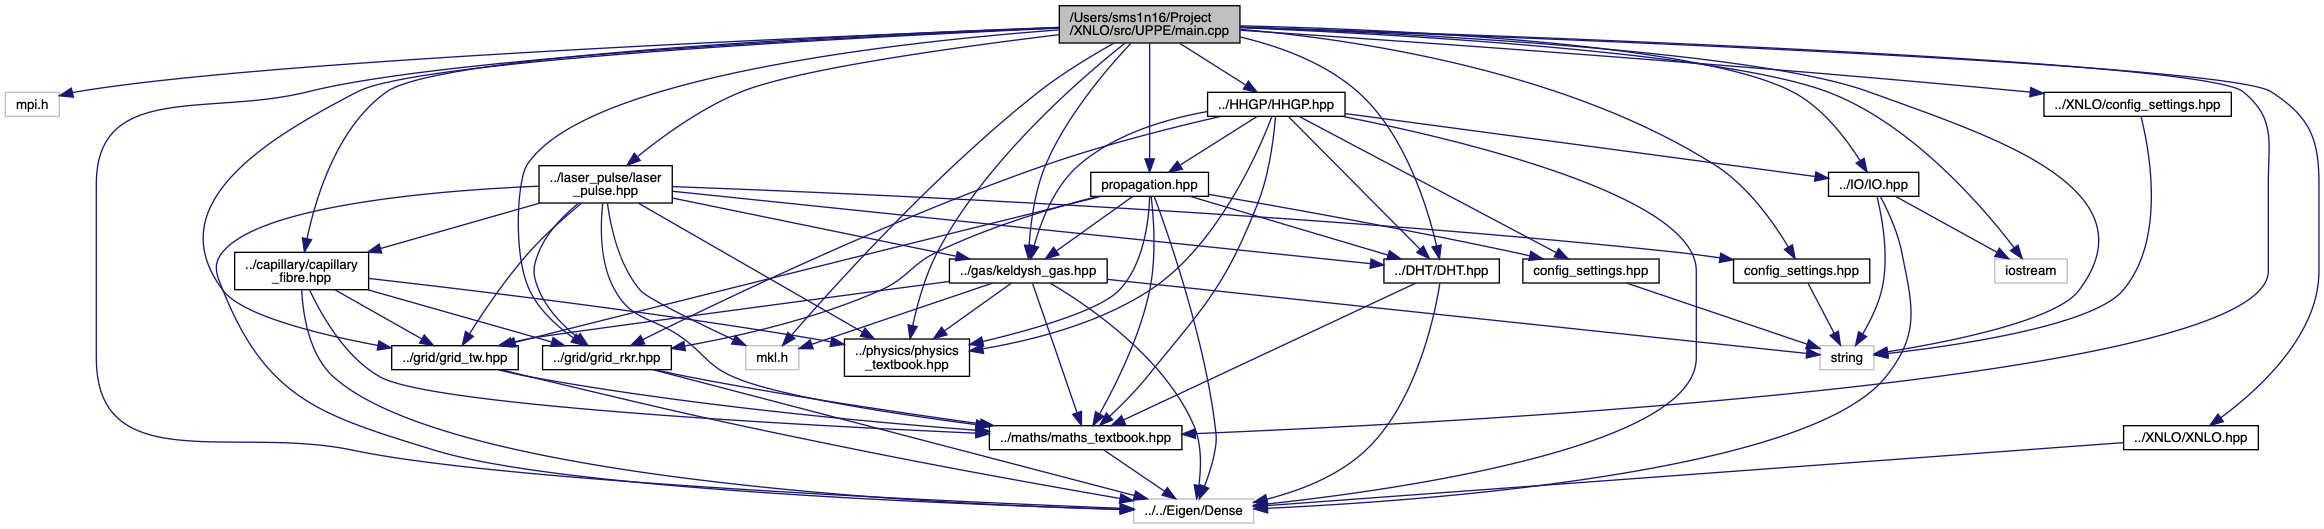 /Users/sms1n16/Project
/XNLO/src/UPPE/main.cpp
mpi.h
../HHGP/HHGP.hpp
../XNLO/config_settings.hpp
../laser_pulse/laser
_pulse.hpp
propagation.hpp
../IO/IO.hpp
../capillary/capillary
_fibre.hpp
../gas/keldysh_gas.hpp
../DHT/DHT.hpp
config_settings.hpp
config_settings.hpp
iostream
../grid/grid_tw.hpp
../grid/grid_rkr.hpp
mkl.h
../physics/physics
_textbook.hpp
string
../maths/maths_textbook.hpp
../XNLO/XNLO.hpp
../../Eigen/Dense